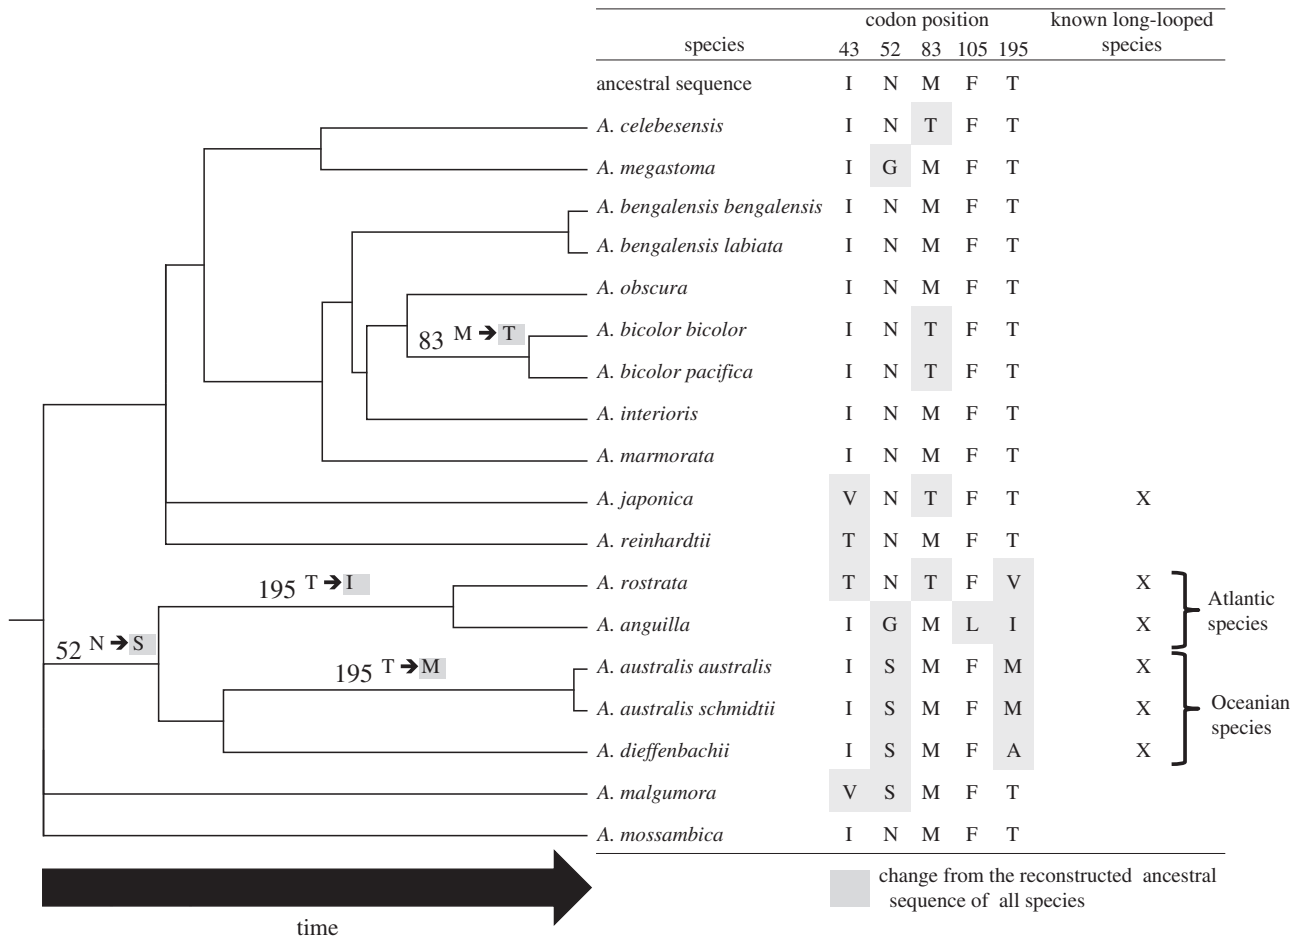 codon position known long-looped
species 43 52 83 105 195 species
ancestral sequence I N M F T
A. celebesensis I N T F T
A. megastoma I G M F T
A. bengalensis bengalensis I N M F T
A. bengalensis labiata I N M F T
A. obscura I N M F T
83 M ➔ T A. bicolor bicolor I N T F T
A. bicolor pacifica I N T F T
A. interioris I N M F T
A. marmorata I N M F T
A. japonica V N T F T X
A. reinhardtii T N M F T
195 T ➔ I A. rostrata T N T F V X
Atlantic
species
A. anguilla I G M L I X
52 N ➔ S
195 T ➔ M A. australis australis I S M F M X
A. australis schmidtii I S M F M X
Oceanian
species
A. dieffenbachii I S M F A X
A. malgumora V S M F T
A. mossambica I N M F T
change from the reconstructed ancestral
sequence of all species
time